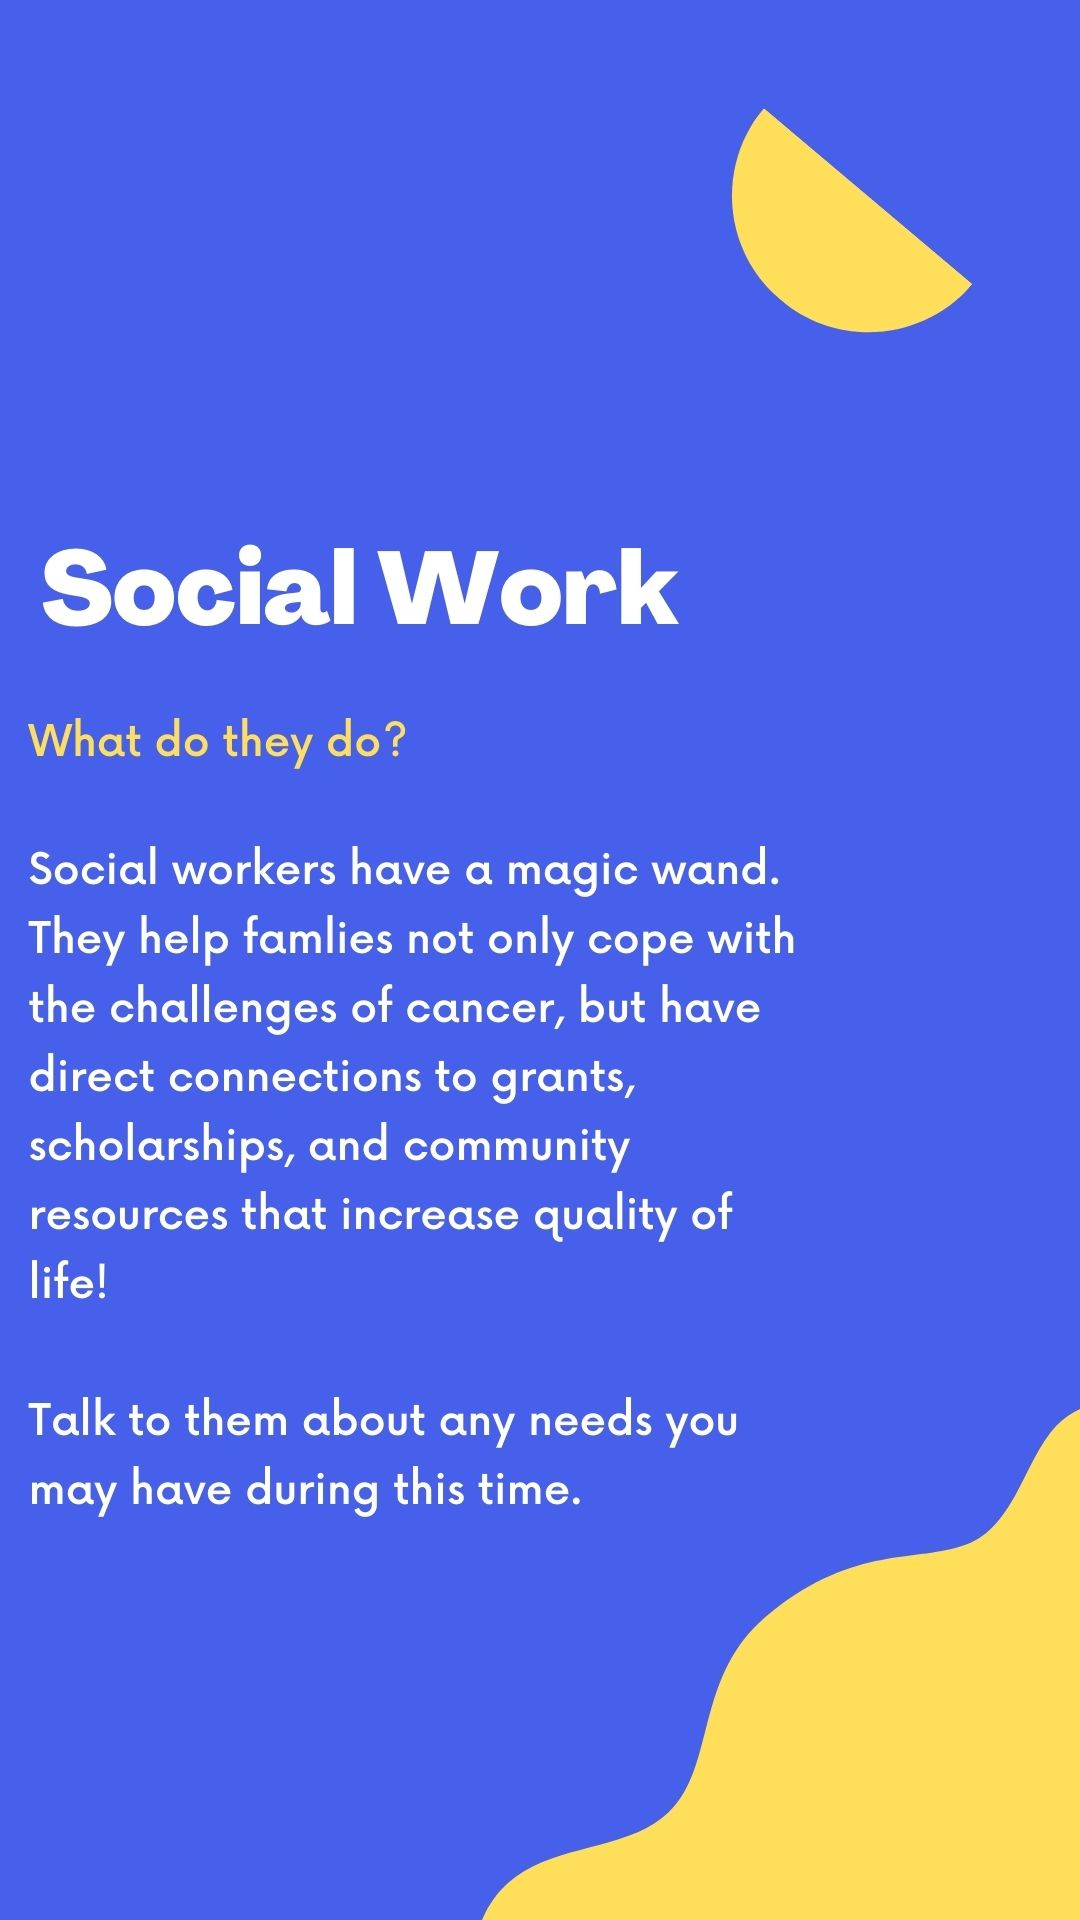 Social Work
What do they do?
Social workers have a magic wand.
They help famlies not only cope with
the challenges of cancer, but have
direct connections to grants,
scholarships, and community
resources that increase quality of
life!
Talk to them about any needs you
may have during this time.